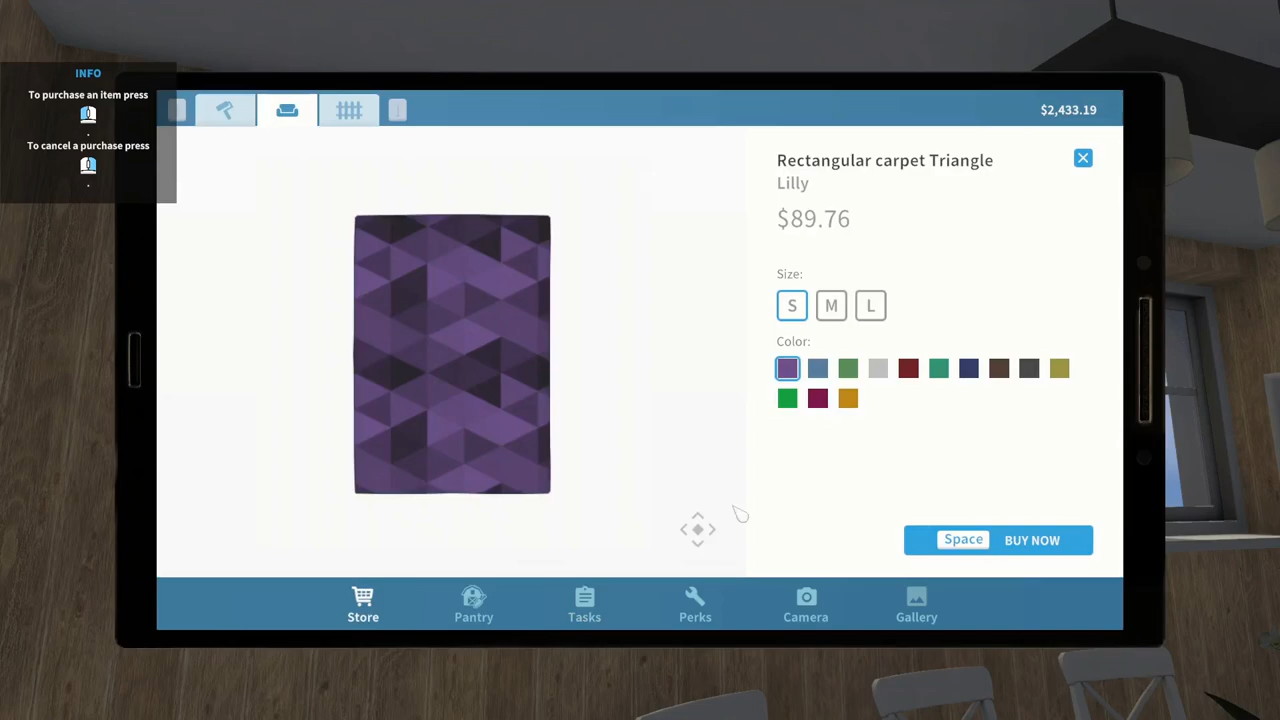 INFO
To purchase an item press
.
To cancel a purchase press
.
$2,433.19
Rectangular carpet Triangle
Lilly
$89.76
Size:
S M L
Color:
Space BUY NOW
Store Pantry Tasks Perks Camera Gallery